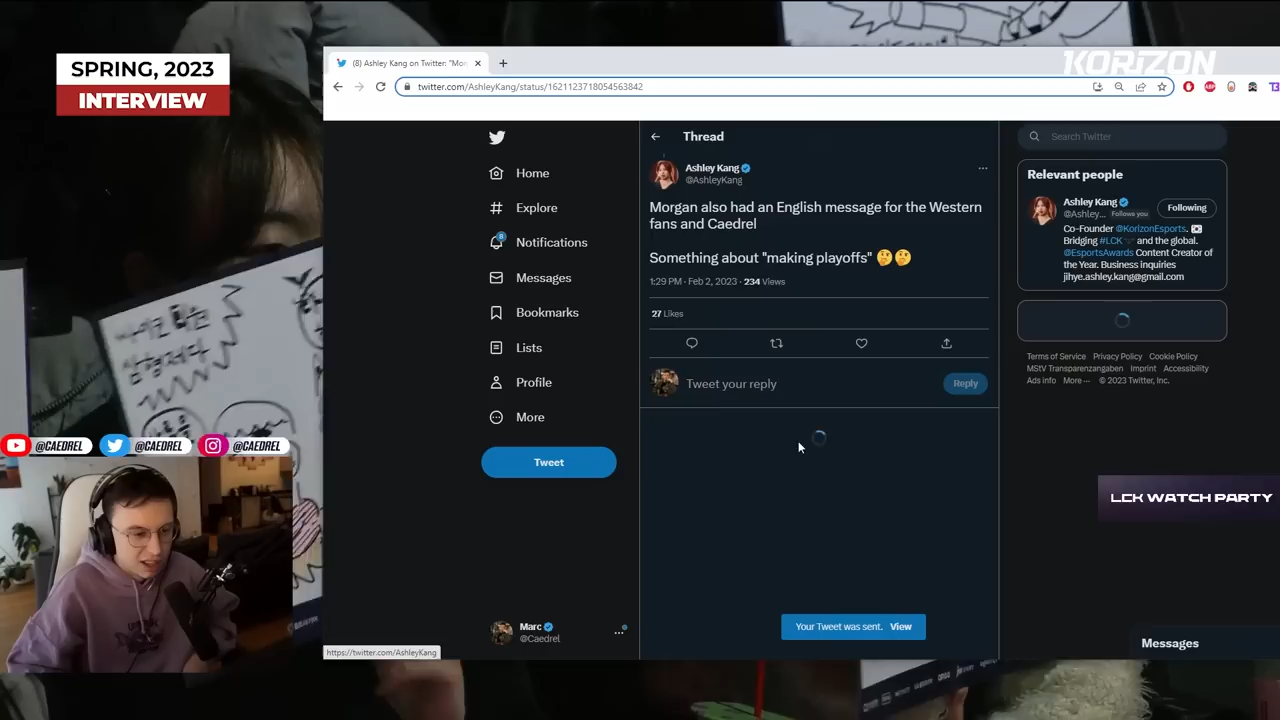 SPRING, 2023
INTERVIEW
KORIZON
(8) Ashley Kang on Twitter: "Mor
twitter.com/AshleyKang/status/1621123718054563842
ABP
Home
Explore
8
Notifications
Messages
Bookmarks
Lists
Profile
More
Tweet
Marc
@Caedrel
https://twitter.com/AshleyKang
Thread
Ashley Kang
@AshleyKang
Morgan also had an English message for the Western
fans and Caedrel
Something about "making playoffs" 🤔🤔
1:29 PM · Feb 2, 2023 · 234 Views
27 Likes
Tweet your reply
Reply
Your Tweet was sent. View
Search Twitter
Relevant people
Ashley Kang
@Ashley... Follows you
Following
Co-Founder @KorizonEsports. 🇰🇷
Bridging #LCK and the global.
@EsportsAwards Content Creator of
the Year. Business inquiries
jihye.ashley.kang@gmail.com
Terms of Service Privacy Policy Cookie Policy
MStV Transparenzangaben Imprint Accessibility
Ads info More ··· © 2023 Twitter, Inc.
LCK WATCH PARTY
Messages
@CAEDREL
@CAEDREL
@CAEDREL